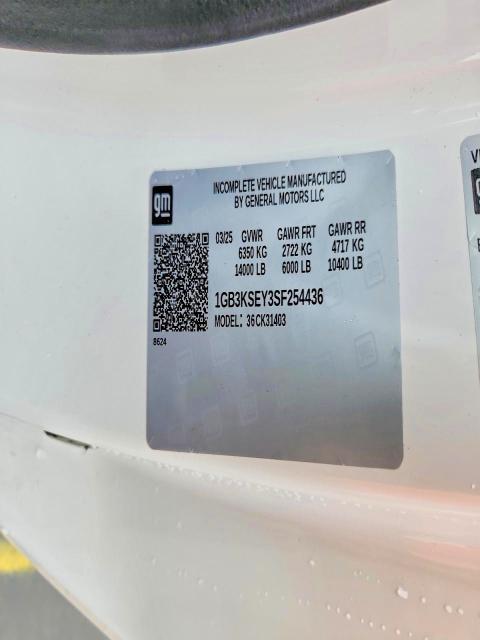 gm
INCOMPLETE VEHICLE MANUFACTURED
BY GENERAL MOTORS LLC
03/25 GVWR GAWR FRT GAWR RR
6350 KG 2722 KG 4717 KG
14000 LB 6000 LB 10400 LB
1GB3KSEY3SF254436
MODEL: 36CK31403
8624